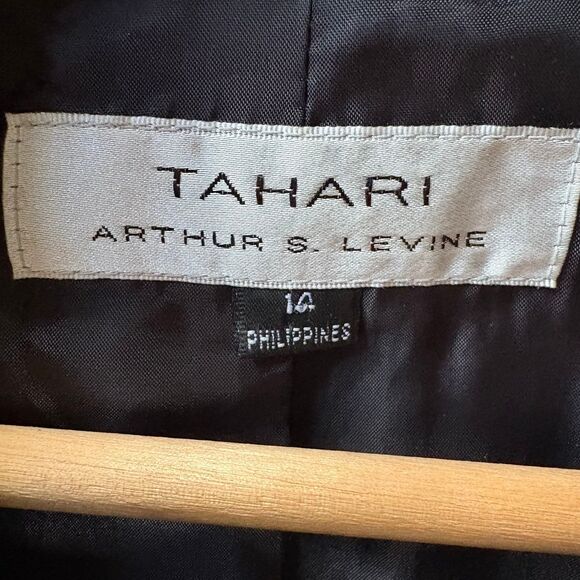 TAHARI
ARTHUR S. LEVINE
14
PHILIPPINES